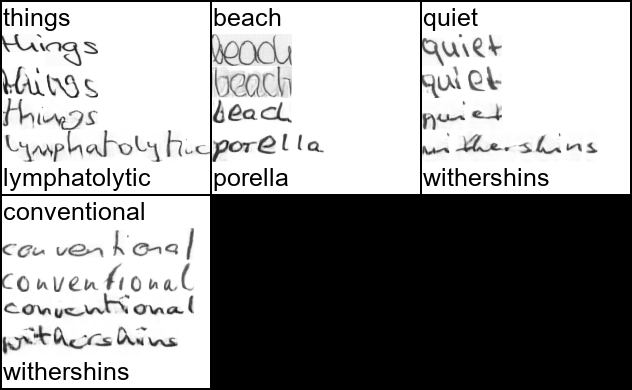 things
things
things
things
lymphatolytic
lymphatolytic
beach
beach
beach
beach
porella
porella
quiet
quiet
quiet
quiet
withershins
withershins
conventional
conventional
conventional
conventional
withershins
withershins